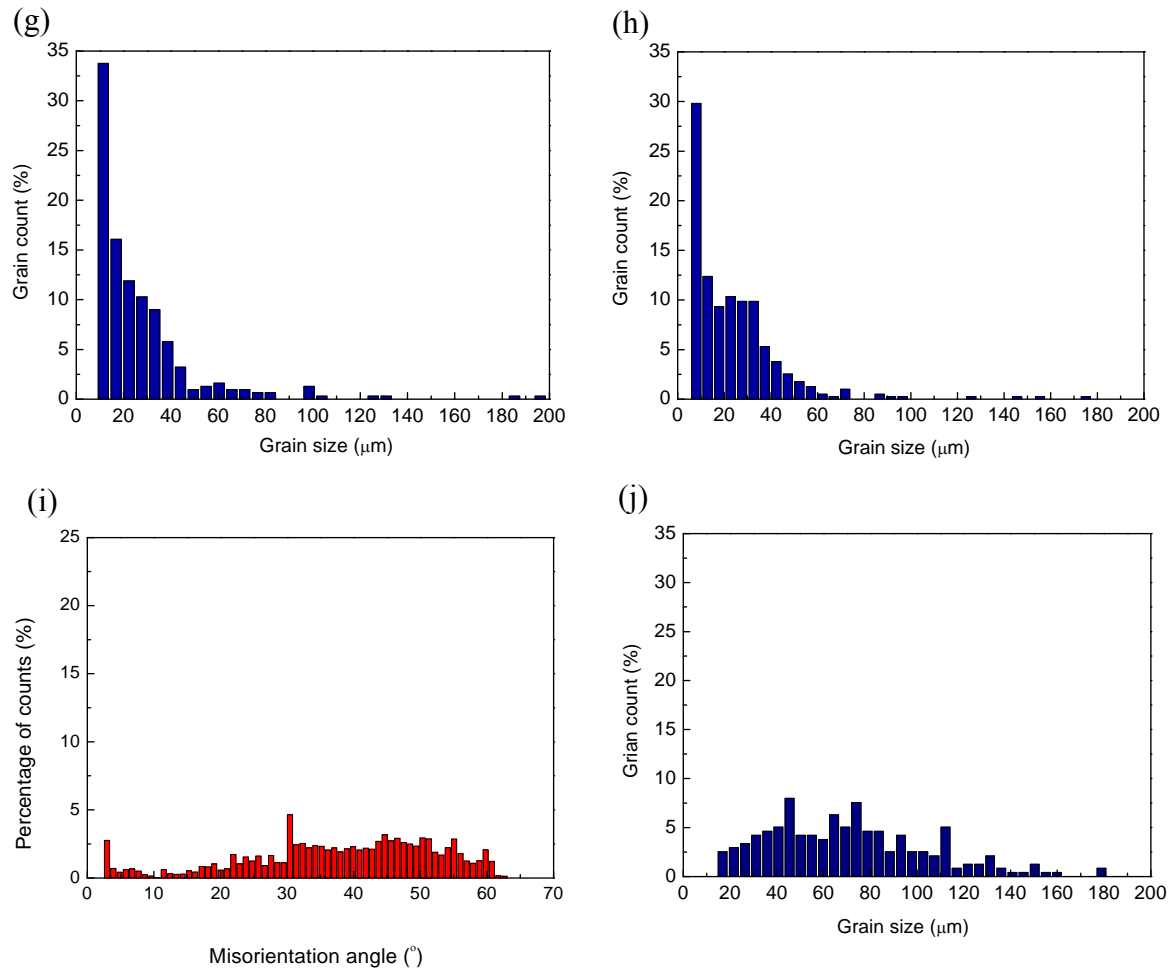 (g)
35
30
25
20
15
10
5
0
Grain count (%)
0 20 40 60 80 100 120 140 160 180 200
Grain size (μm)
(h)
35
30
25
20
15
10
5
0
Grain count (%)
0 20 40 60 80 100 120 140 160 180 200
Grain size (μm)
(i)
25
20
15
10
5
0
Percentage of counts (%)
0 10 20 30 40 50 60 70
Misorientation angle (°)
(j)
35
30
25
20
15
10
5
0
Grian count (%)
0 20 40 60 80 100 120 140 160 180 200
Grain size (μm)